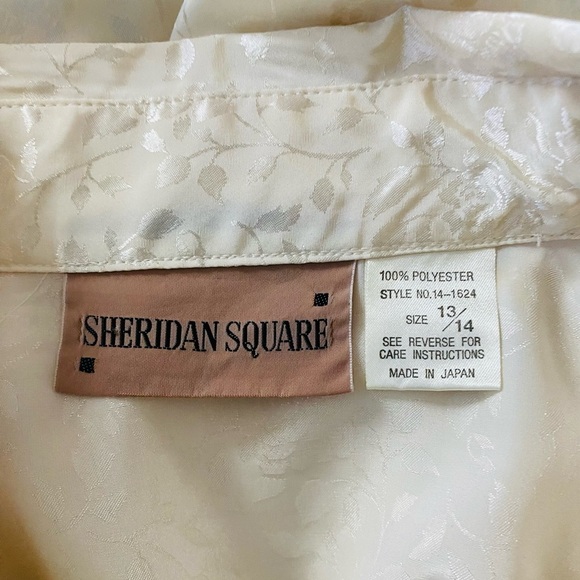 SHERIDAN SQUARE
100% POLYESTER
STYLE NO.14-1624
SIZE 13/14
SEE REVERSE FOR
CARE INSTRUCTIONS
MADE IN JAPAN